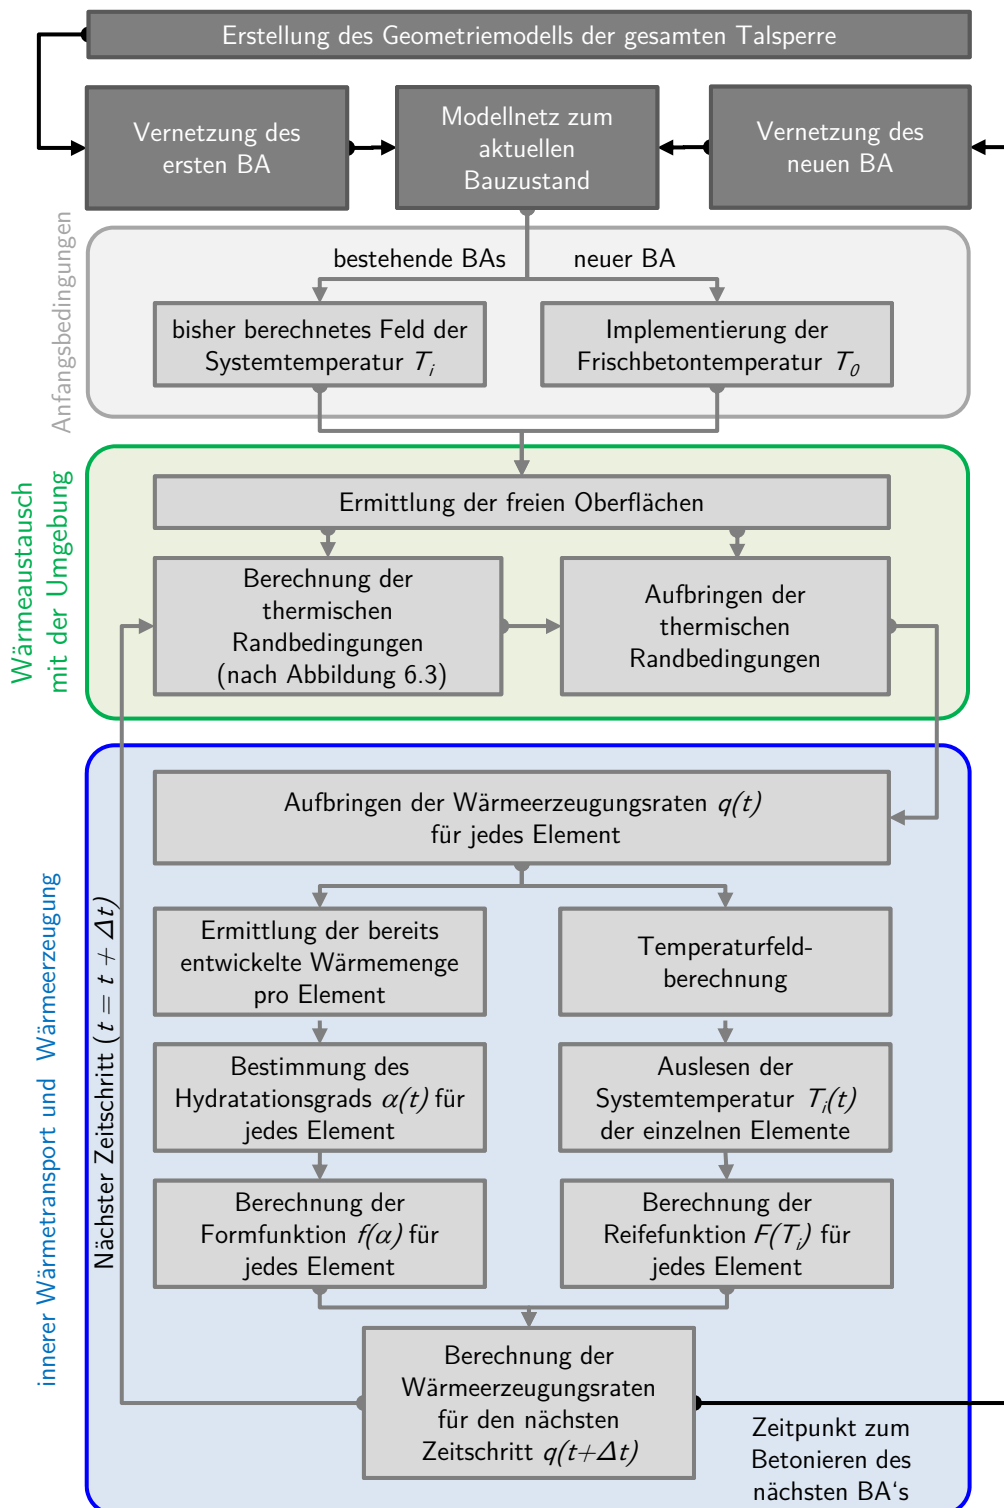 Erstellung des Geometriemodells der gesamten Talsperre
Vernetzung des
ersten BA
Modellnetz zum
aktuellen
Bauzustand
Vernetzung des
neuen BA
Anfangsbedingungen
bestehende BAs
neuer BA
bisher berechnetes Feld der
Systemtemperatur T_i
Implementierung der
Frischbetontemperatur T_0
Wärmeaustausch
mit der Umgebung
Ermittlung der freien Oberflächen
Berechnung der
thermischen
Randbedingungen
(nach Abbildung 6.3)
Aufbringen der
thermischen
Randbedingungen
innerer Wärmetransport und Wärmeerzeugung
Nächster Zeitschritt (t = t + Δt)
Aufbringen der Wärmeerzeugungsraten q(t)
für jedes Element
Ermittlung der bereits
entwickelte Wärmemenge
pro Element
Temperaturfeld-
berechnung
Bestimmung des
Hydratationsgrads α(t) für
jedes Element
Auslesen der
Systemtemperatur T_i(t)
der einzelnen Elemente
Berechnung der
Formfunktion f(α) für
jedes Element
Berechnung der
Reifefunktion F(T_i) für
jedes Element
Berechnung der
Wärmeerzeugungsraten
für den nächsten
Zeitschritt q(t+Δt)
Zeitpunkt zum
Betonieren des
nächsten BA‘s